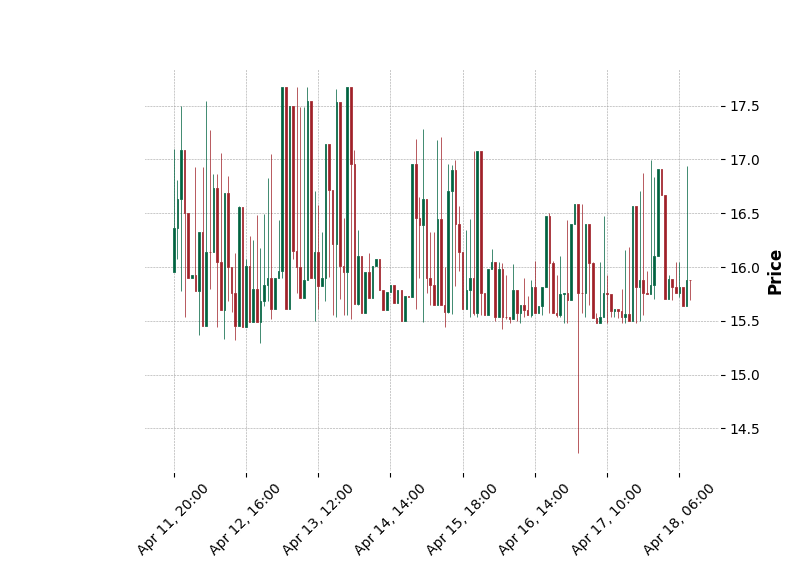 17.5
17.0
16.5
16.0
15.5
15.0
14.5
Price
Apr 11, 20:00
Apr 12, 16:00
Apr 13, 12:00
Apr 14, 14:00
Apr 15, 18:00
Apr 16, 14:00
Apr 17, 10:00
Apr 18, 06:00